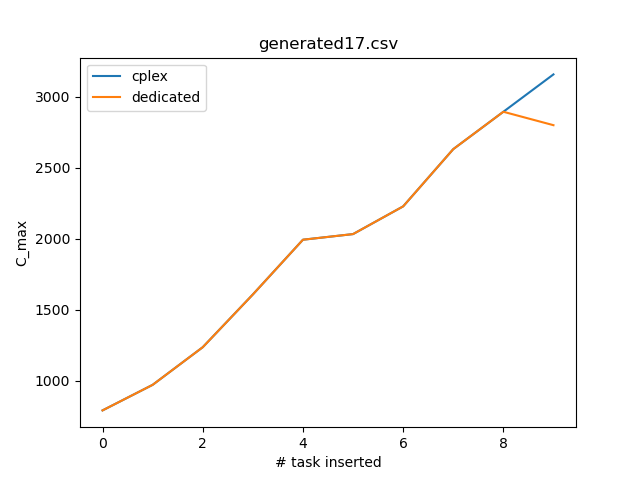 generated17.csv
cplex
dedicated
3000
2500
2000
1500
1000
C_max
0 2 4 6 8
# task inserted